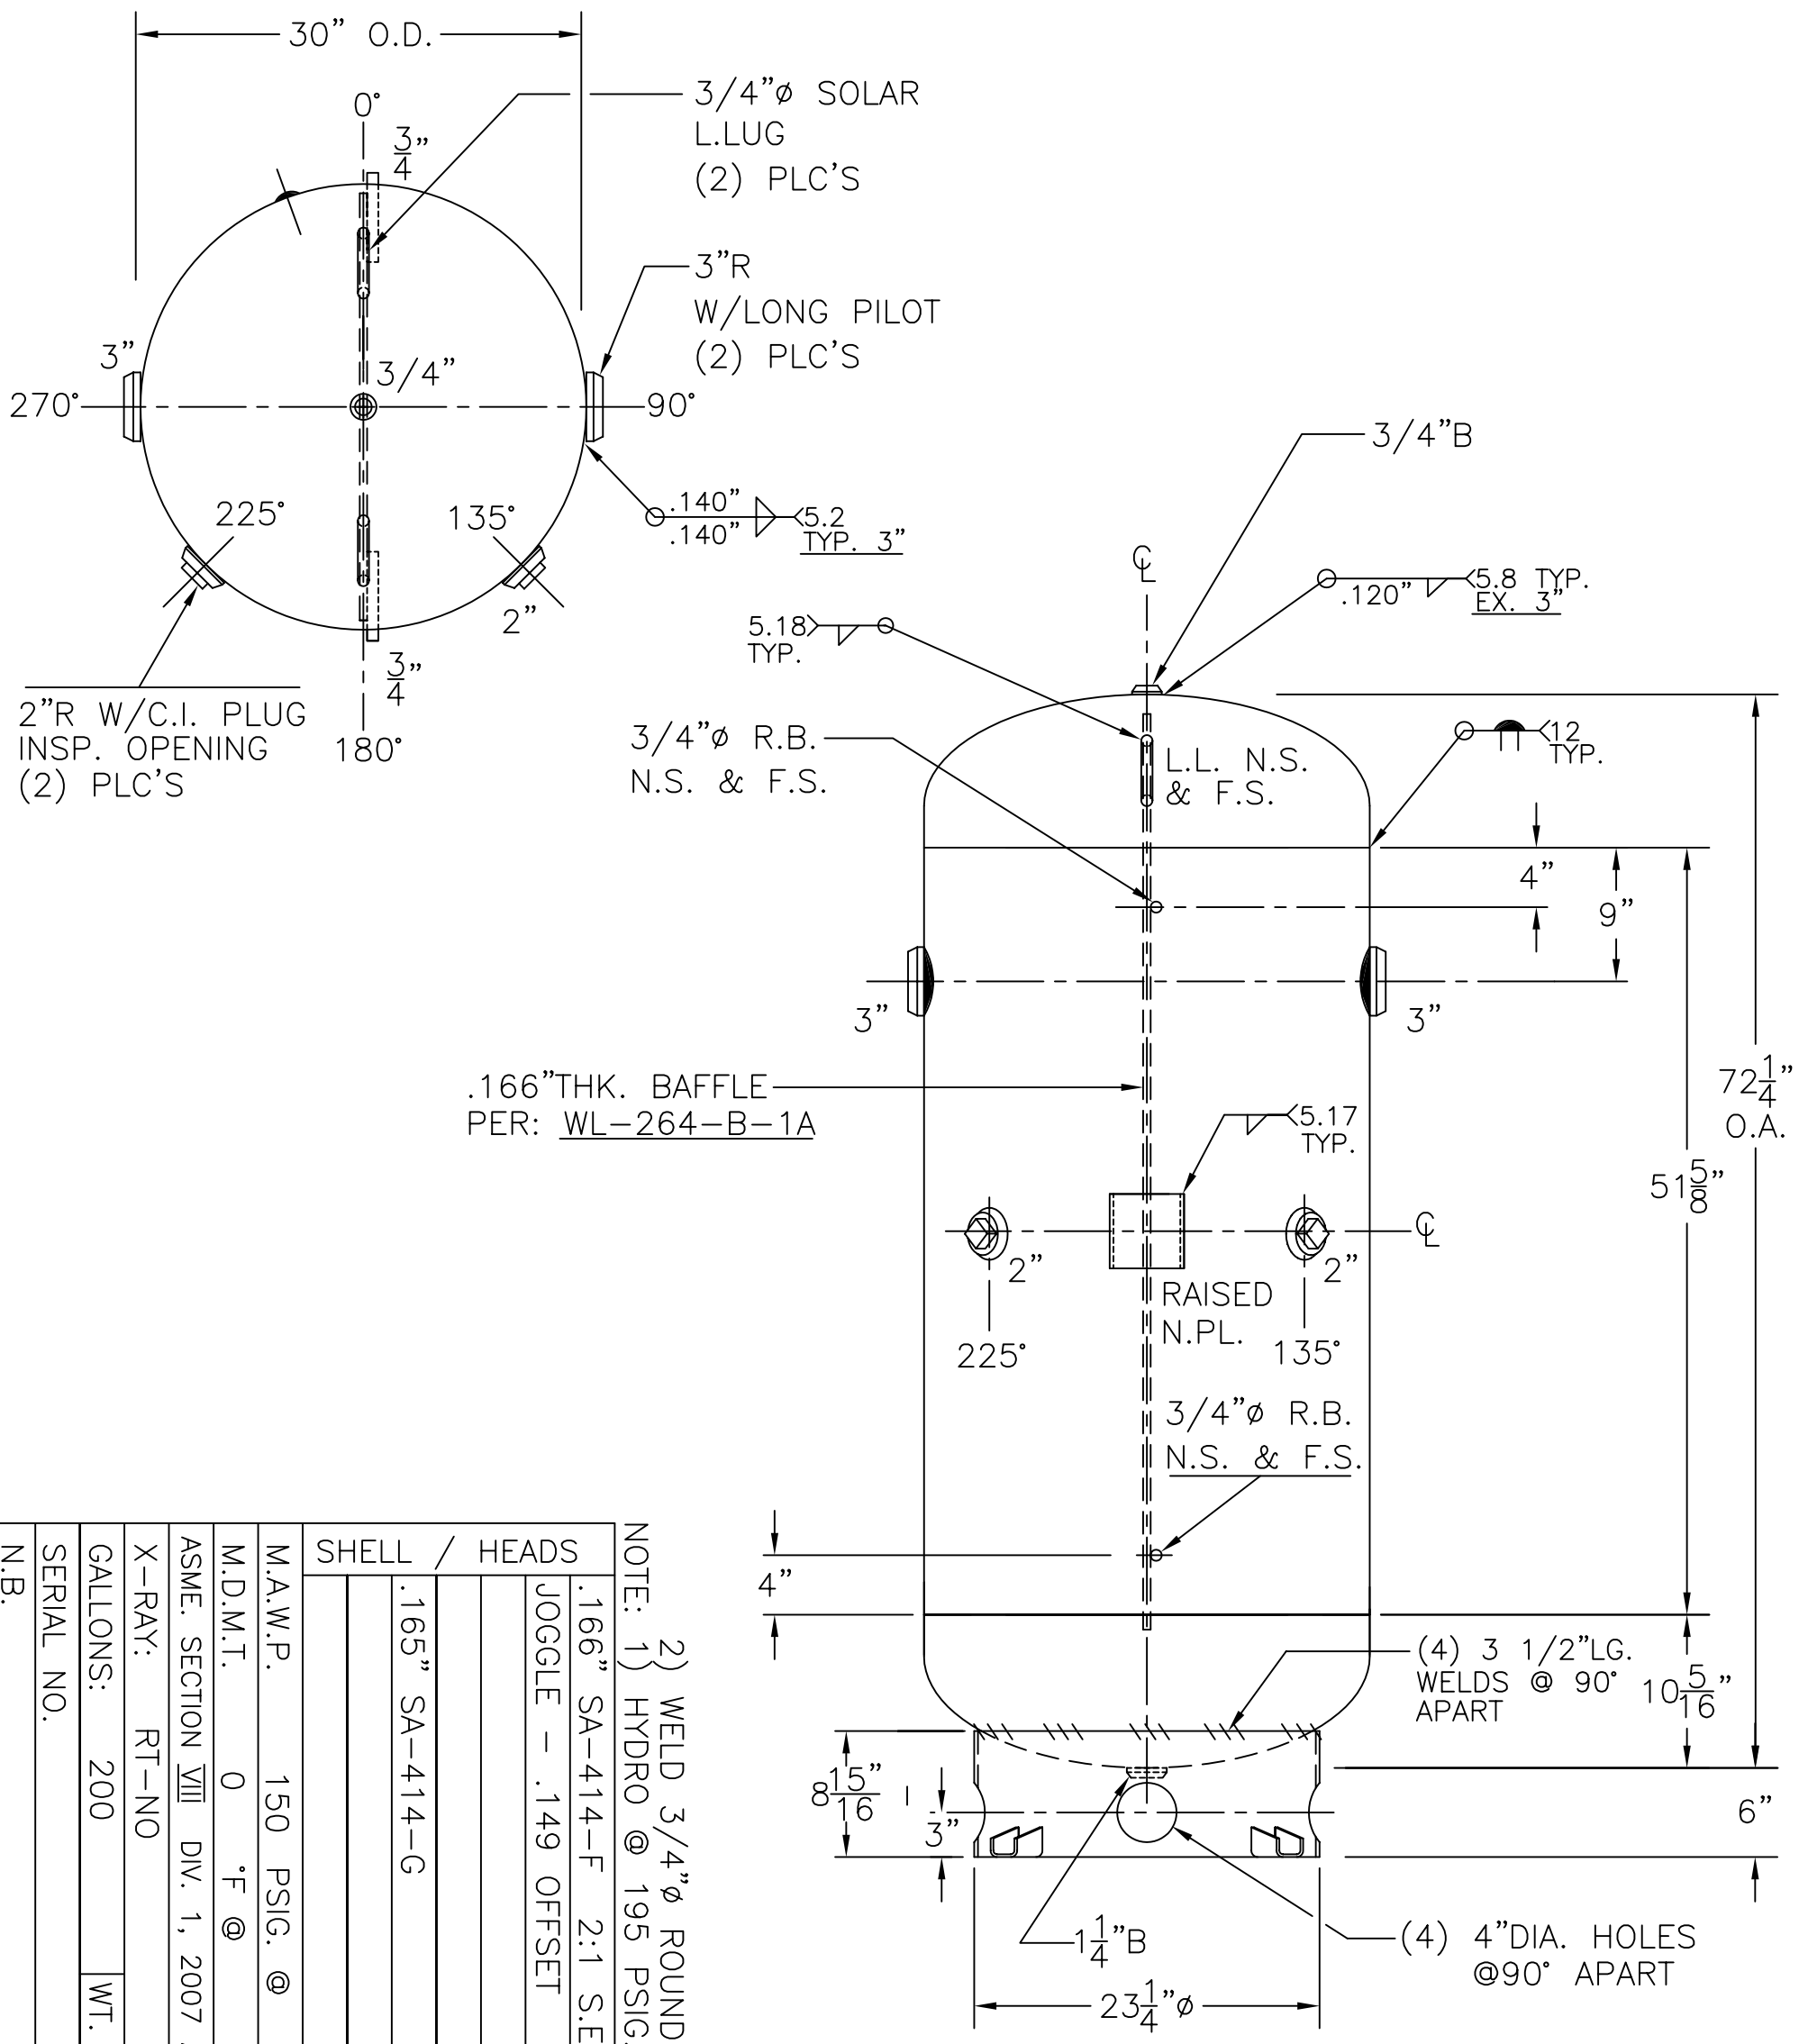 30” O.D.
0°
3/4”
3/4”ø SOLAR
L.LUG
(2) PLC'S
3”R
W/LONG PILOT
(2) PLC'S
3”
3/4”
270°
90°
225°
135°
2”
3/4”
180°
2”R W/C.I. PLUG
INSP. OPENING
(2) PLC'S
.140”
.140”
5.2
TYP. 3”
3/4”B
℄
5.8 TYP.
.120”
EX. 3”
5.18
TYP.
3/4”ø R.B.
N.S. & F.S.
L.L. N.S.
& F.S.
12
TYP.
4”
9”
3”
3”
.166”THK. BAFFLE
PER: WL-264-B-1A
72 1/4”
O.A.
5.17
TYP.
51 5/8”
℄
2”
2”
RAISED
N.PL.
225°
135°
3/4”ø R.B.
N.S. & F.S.
4”
(4) 3 1/2”LG.
WELDS @ 90°
APART
10 5/16”
8 15/16”
3”
6”
1 1/4”B
(4) 4”DIA. HOLES
@90° APART
23 1/4”ø
2) WELD 3/4”ø ROUND
NOTE: 1) HYDRO @ 195 PSIG.
SHELL / HEADS
.166” SA-414-F 2:1 S.E
JOGGLE - .149 OFFSET
.165” SA-414-G
M.A.W.P. 150 PSIG. @
M.D.M.T. 0 °F @
ASME. SECTION VIII DIV. 1, 2007
X-RAY: RT-NO
GALLONS: 200 WT.
SERIAL NO.
N.B.